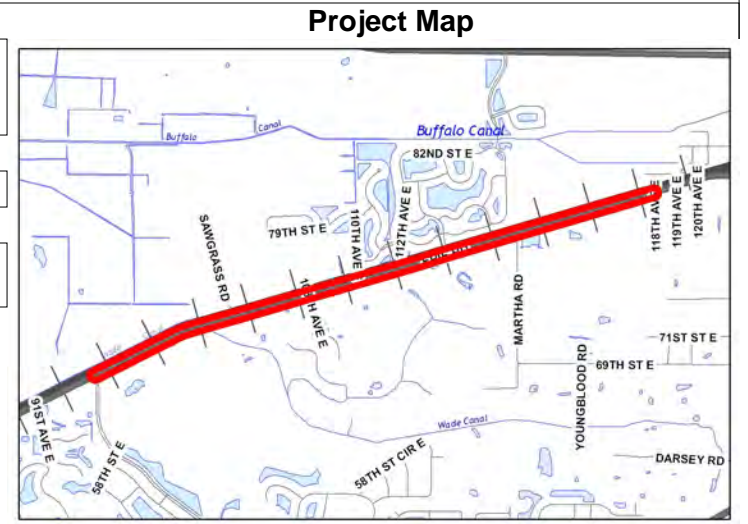 Project Map
Buffalo Canal
Buffalo Canal
82ND ST E
SAWGRASS RD
79TH ST E
110TH AVE
112TH AVE E
118TH AVE E
119TH AVE E
120TH AVE E
AVE E
MARTHA RD
71ST ST E
69TH ST E
YOUNGBLOOD RD
91ST AVE E
58TH ST E
Wade Canal
58TH ST CIR E
DARSEY RD